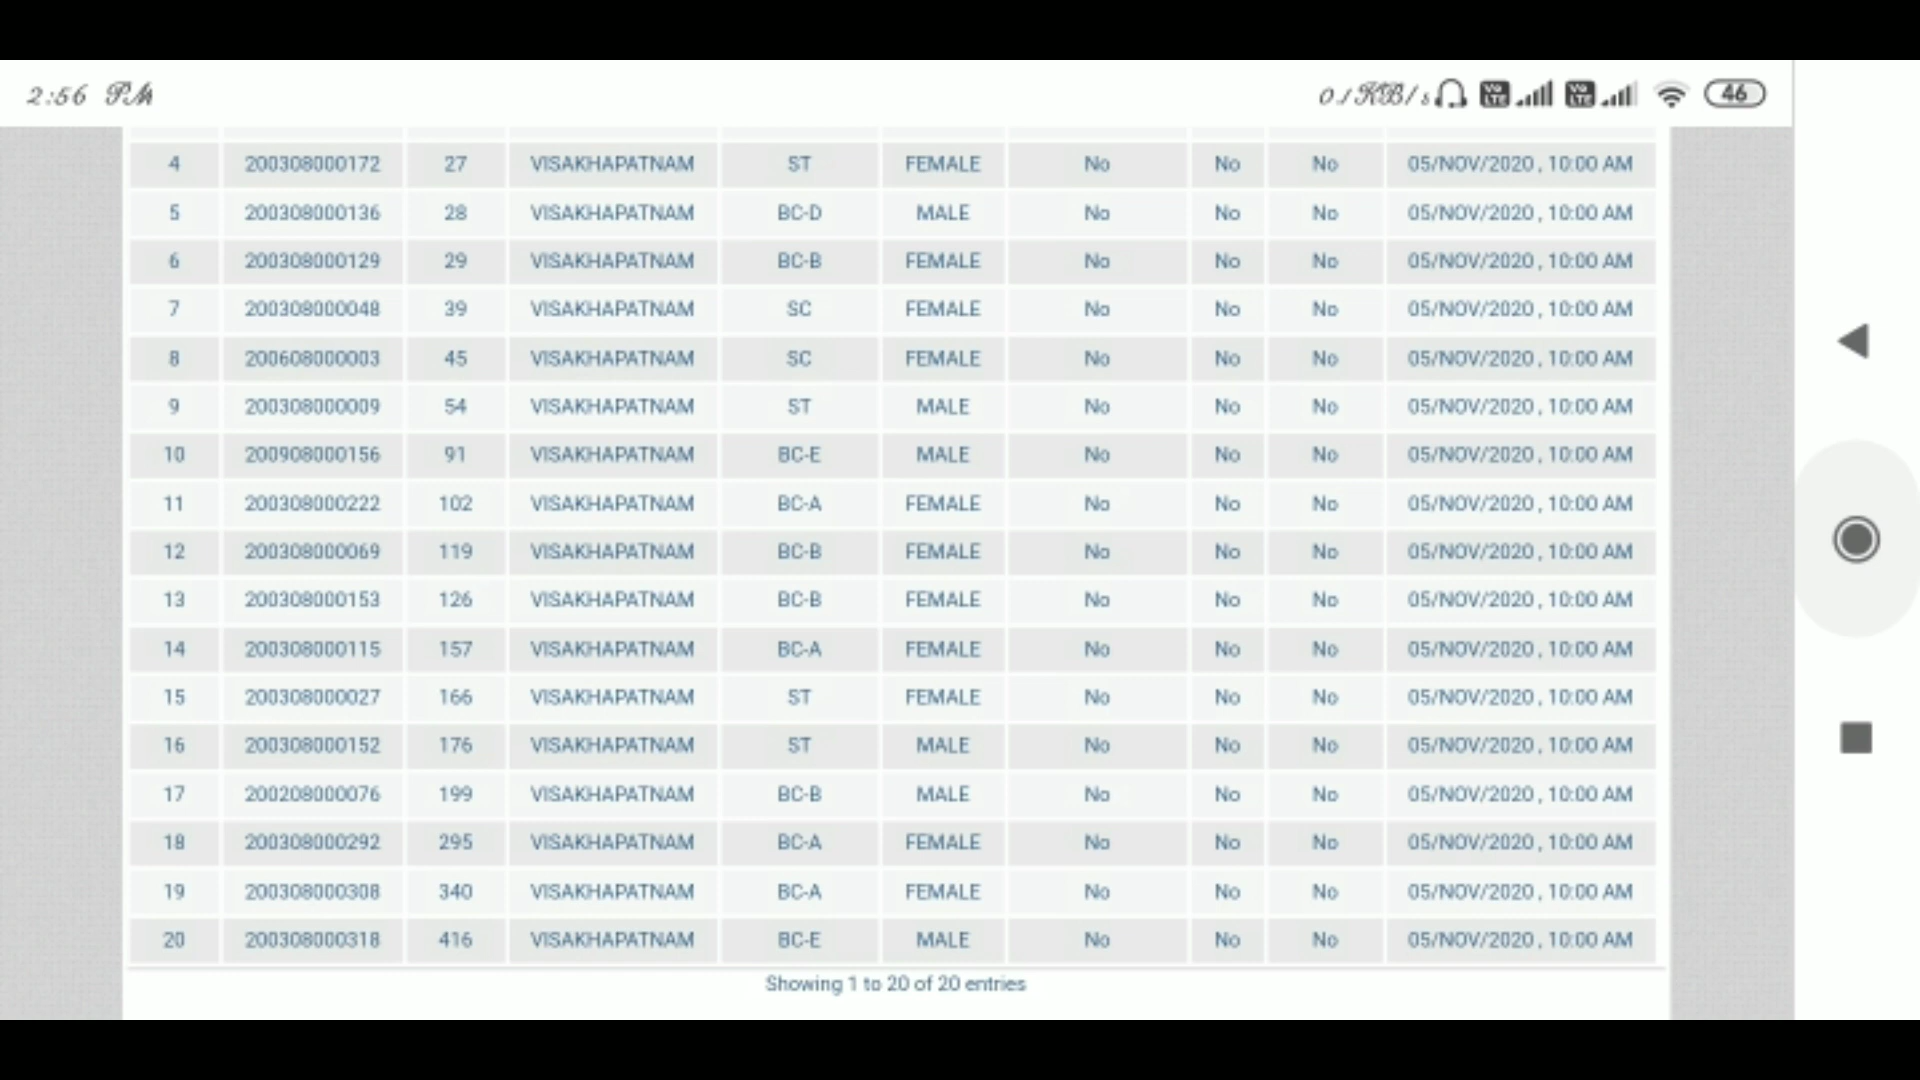 2:56 PM 0.1KB/s Vo LTE Vo LTE 46
4 200308000172 27 VISAKHAPATNAM ST FEMALE No No No 05/NOV/2020 , 10:00 AM
5 200308000136 28 VISAKHAPATNAM BC-D MALE No No No 05/NOV/2020 , 10:00 AM
6 200308000129 29 VISAKHAPATNAM BC-B FEMALE No No No 05/NOV/2020 , 10:00 AM
7 200308000048 39 VISAKHAPATNAM SC FEMALE No No No 05/NOV/2020 , 10:00 AM
8 200608000003 45 VISAKHAPATNAM SC FEMALE No No No 05/NOV/2020 , 10:00 AM
9 200308000009 54 VISAKHAPATNAM ST MALE No No No 05/NOV/2020 , 10:00 AM
10 200908000156 91 VISAKHAPATNAM BC-E MALE No No No 05/NOV/2020 , 10:00 AM
11 200308000222 102 VISAKHAPATNAM BC-A FEMALE No No No 05/NOV/2020 , 10:00 AM
12 200308000069 119 VISAKHAPATNAM BC-B FEMALE No No No 05/NOV/2020 , 10:00 AM
13 200308000153 126 VISAKHAPATNAM BC-B FEMALE No No No 05/NOV/2020 , 10:00 AM
14 200308000115 157 VISAKHAPATNAM BC-A FEMALE No No No 05/NOV/2020 , 10:00 AM
15 200308000027 166 VISAKHAPATNAM ST FEMALE No No No 05/NOV/2020 , 10:00 AM
16 200308000152 176 VISAKHAPATNAM ST MALE No No No 05/NOV/2020 , 10:00 AM
17 200208000076 199 VISAKHAPATNAM BC-B MALE No No No 05/NOV/2020 , 10:00 AM
18 200308000292 295 VISAKHAPATNAM BC-A FEMALE No No No 05/NOV/2020 , 10:00 AM
19 200308000308 340 VISAKHAPATNAM BC-A FEMALE No No No 05/NOV/2020 , 10:00 AM
20 200308000318 416 VISAKHAPATNAM BC-E MALE No No No 05/NOV/2020 , 10:00 AM
Showing 1 to 20 of 20 entries